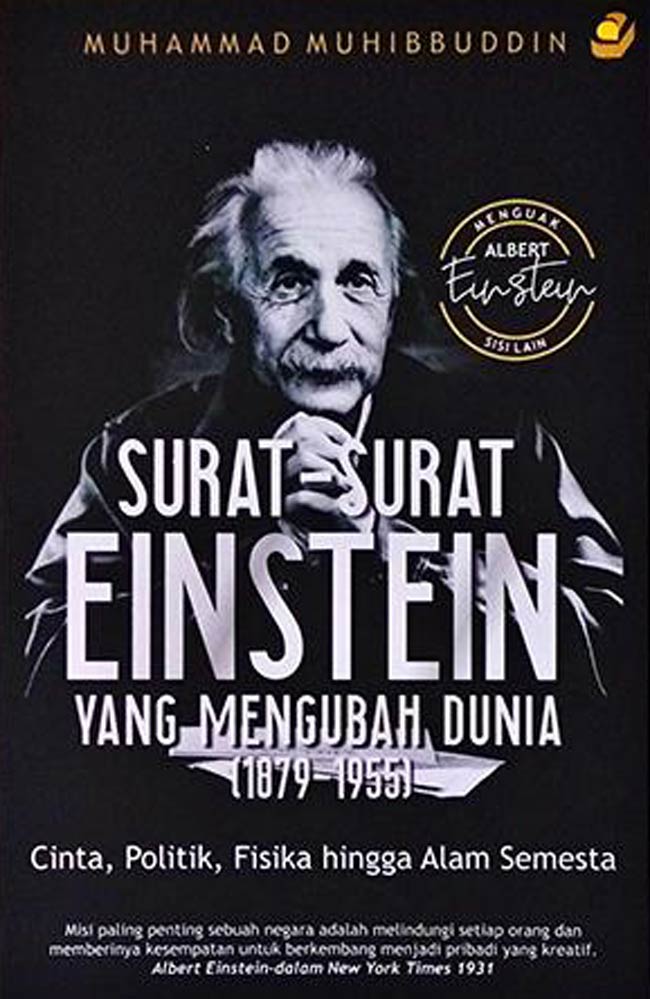 MUHAMMAD MUHIBBUDDIN
MENGUAK
ALBERT
Einstein
SISI LAIN
SURAT-SURAT
EINSTEIN
YANG MENGUBAH DUNIA
(1879-1955)
Cinta, Politik, Fisika hingga Alam Semesta
Misi paling penting sebuah negara adalah melindungi setiap orang dan
memberinya kesempatan untuk berkembang menjadi pribadi yang kreatif.
Albert Einstein-dalam New York Times 1931